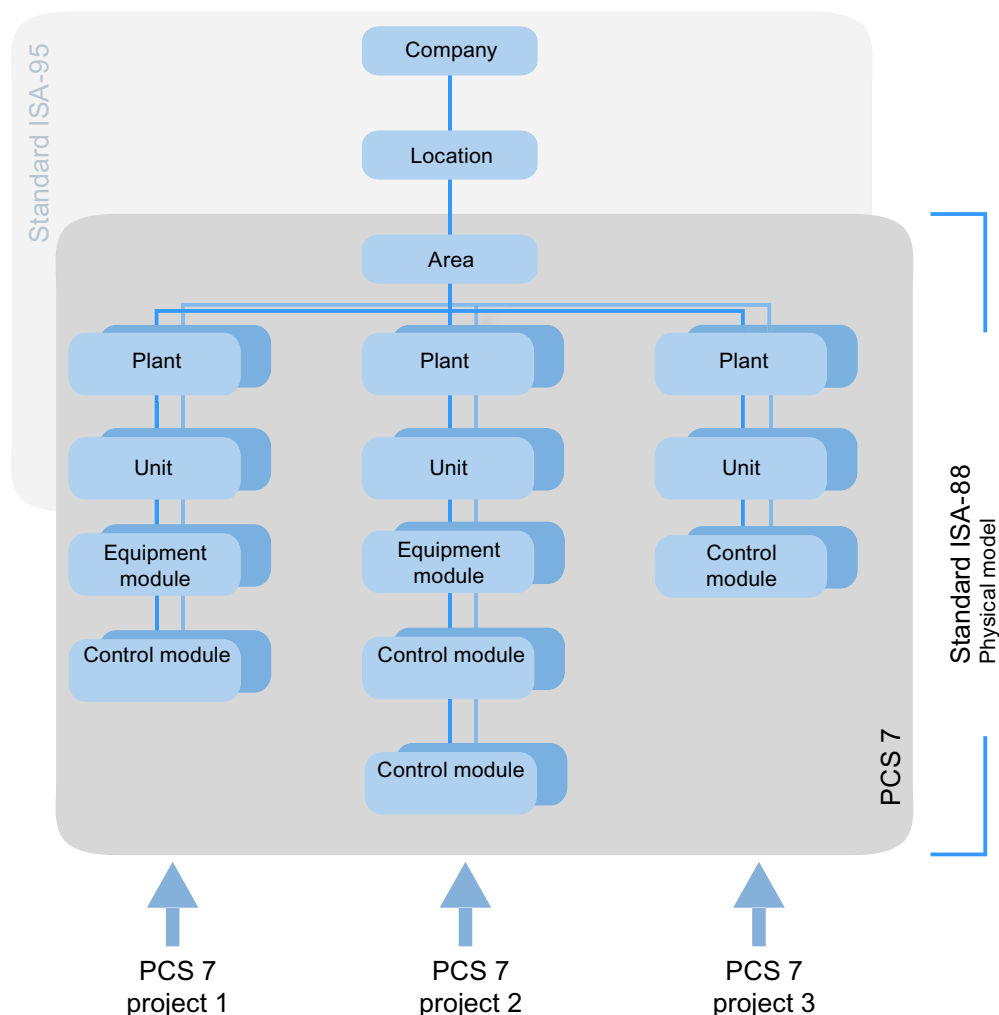 Standard ISA-95
Company
Location
Area
Plant
Plant
Plant
Unit
Unit
Unit
Equipment
module
Equipment
module
Control
module
Control module
Control module
Control module
PCS 7
Standard ISA-88
Physical model
PCS 7
project 1
PCS 7
project 2
PCS 7
project 3